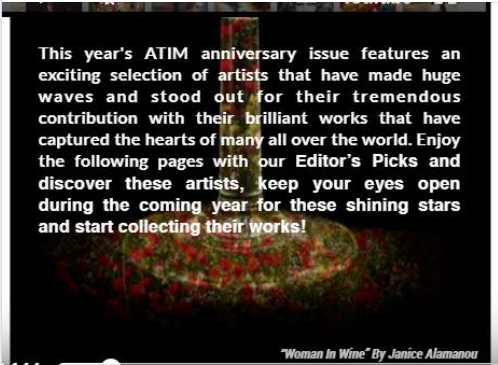 This year's ATIM anniversary issue features an
exciting selection of artists that have made huge
waves and stood out for their tremendous
contribution with their brilliant works that have
captured the hearts of many all over the world. Enjoy
the following pages with our Editor's Picks and
discover these artists, keep your eyes open
during the coming year for these shining stars
and start collecting their works!
"Woman In Wine" By Janice Alamanou